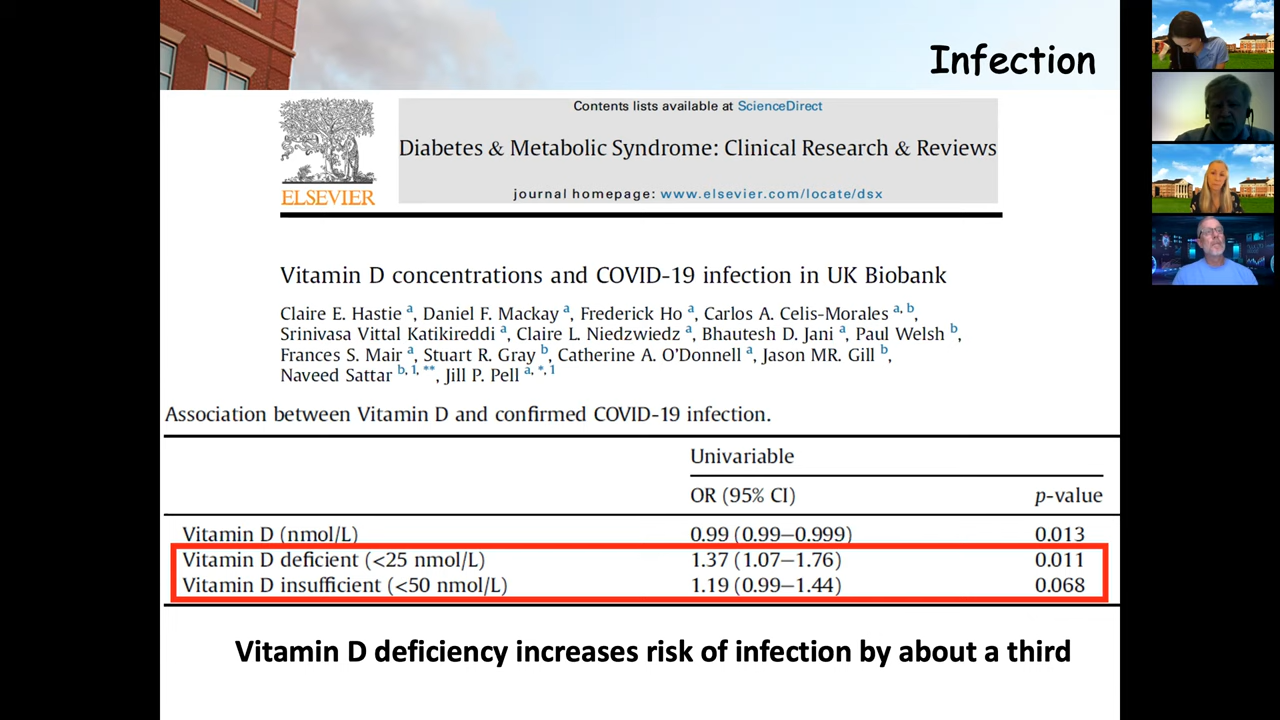 Infection
Contents lists available at ScienceDirect
Diabetes & Metabolic Syndrome: Clinical Research & Reviews
journal homepage: www.elsevier.com/locate/dsx
ELSEVIER
Vitamin D concentrations and COVID-19 infection in UK Biobank
Claire E. Hastie a, Daniel F. Mackay a, Frederick Ho a, Carlos A. Celis-Morales a, b,
Srinivasa Vittal Katikireddi a, Claire L. Niedzwiedz a, Bhautesh D. Jani a, Paul Welsh b,
Frances S. Mair a, Stuart R. Gray b, Catherine A. O'Donnell a, Jason MR. Gill b,
Naveed Sattar b, 1, **, Jill P. Pell a, *, 1
Association between Vitamin D and confirmed COVID-19 infection.
Univariable
OR (95% CI) p-value
Vitamin D (nmol/L) 0.99 (0.99–0.999) 0.013
Vitamin D deficient (<25 nmol/L) 1.37 (1.07–1.76) 0.011
Vitamin D insufficient (<50 nmol/L) 1.19 (0.99–1.44) 0.068
Vitamin D deficiency increases risk of infection by about a third